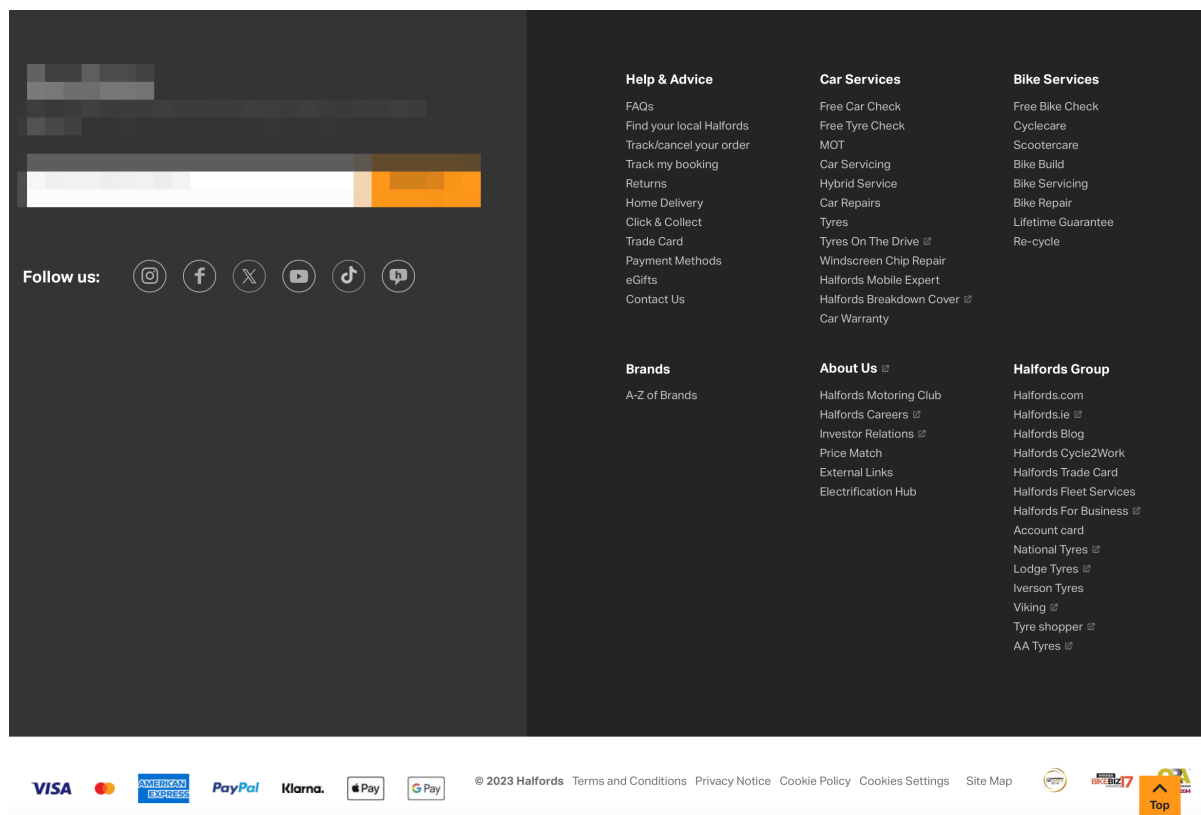 Follow us:
Help & Advice
FAQs
Find your local Halfords
Track/cancel your order
Track my booking
Returns
Home Delivery
Click & Collect
Trade Card
Payment Methods
eGifts
Contact Us
Car Services
Free Car Check
Free Tyre Check
MOT
Car Servicing
Hybrid Service
Car Repairs
Tyres
Tyres On The Drive
Windscreen Chip Repair
Halfords Mobile Expert
Halfords Breakdown Cover
Car Warranty
Bike Services
Free Bike Check
Cyclecare
Scootercare
Bike Build
Bike Servicing
Bike Repair
Lifetime Guarantee
Re-cycle
Brands
A-Z of Brands
About Us
Halfords Motoring Club
Halfords Careers
Investor Relations
Price Match
External Links
Electrification Hub
Halfords Group
Halfords.com
Halfords.ie
Halfords Blog
Halfords Cycle2Work
Halfords Trade Card
Halfords Fleet Services
Halfords For Business
Account card
National Tyres
Lodge Tyres
Iverson Tyres
Viking
Tyre shopper
AA Tyres
VISA
AMERICAN EXPRESS
PayPal
Klarna.
Pay
G Pay
© 2023 Halfords Terms and Conditions Privacy Notice Cookie Policy Cookies Settings Site Map
BIKEBIZ17
Top